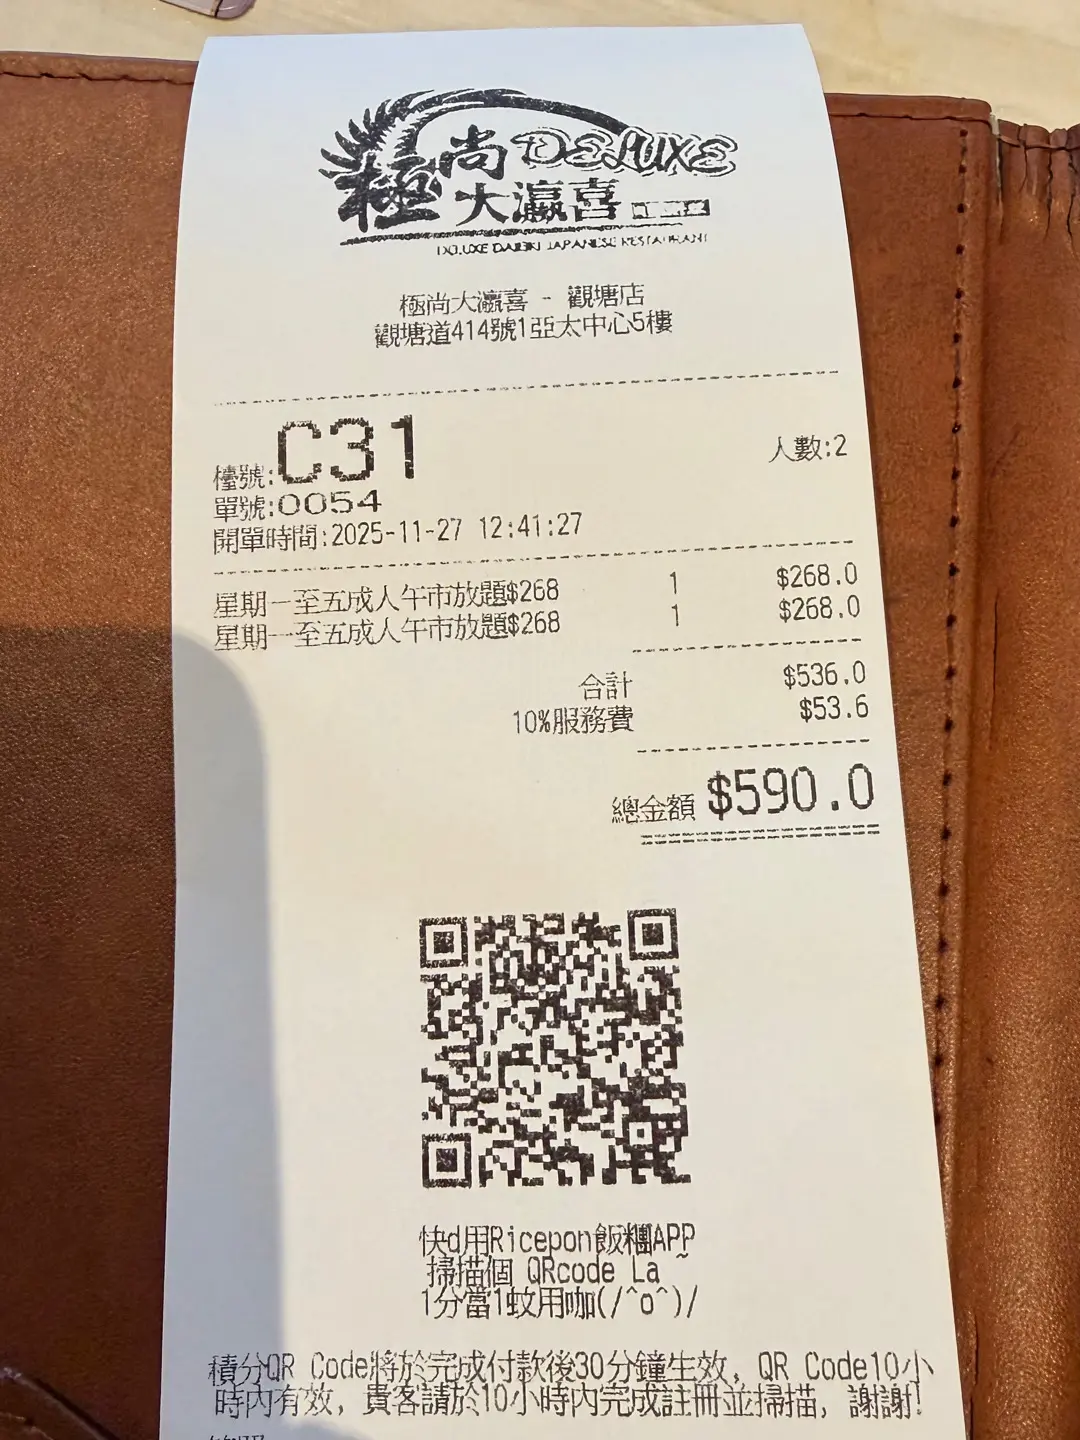 極尚DELUXE
大瀛喜
DELUXE DAIEIKI JAPANESE RESTAURANT
極尚大瀛喜 - 觀塘店
觀塘道414號1亞太中心5樓
檯號:C31 人數:2
單號:0054
開單時間:2025-11-27 12:41:27
星期一至五成人午市放題$268 1 $268.0
星期一至五成人午市放題$268 1 $268.0
合計 $536.0
10%服務費 $53.6
總金額 $590.0
快d用Ricepon飯糰APP
掃描個 QRcode La ~
1分當1蚊用㗎(/^o^)/
積分QR Code將於完成付款後30分鐘生效, QR Code10小
時內有效, 貴客請於10小時內完成註冊並掃描, 謝謝!